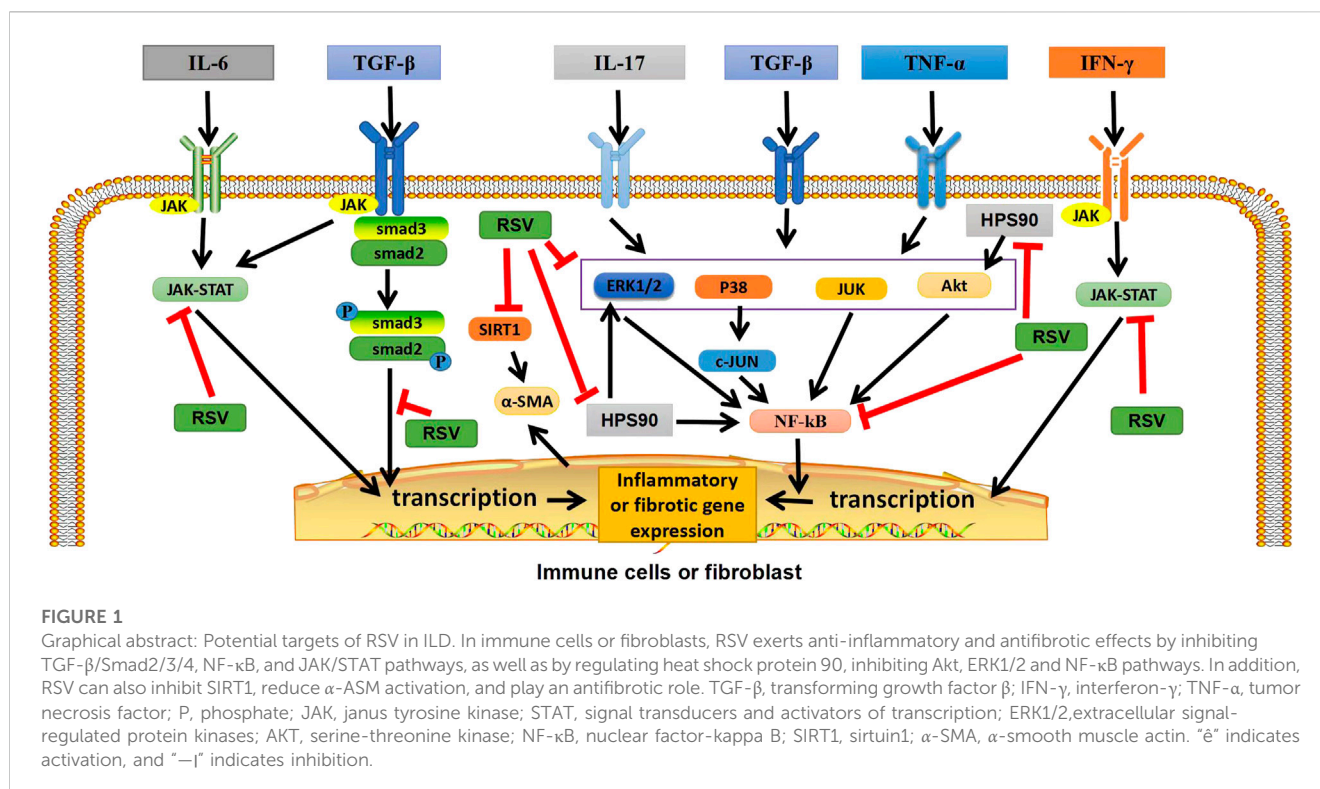 IL-6
TGF-β
IL-17
TGF-β
TNF-α
IFN-γ
JAK
JAK
JAK
HPS90
smad3
smad2
RSV
JAK-STAT
ERK1/2
P38
JUK
Akt
JAK-STAT
P
smad3
smad2
P
SIRT1
c-JUN
RSV
α-SMA
RSV
RSV
HPS90
NF-kB
RSV
transcription
Inflammatory
or fibrotic gene
expression
transcription
Immune cells or fibroblast
FIGURE 1
Graphical abstract: Potential targets of RSV in ILD. In immune cells or fibroblasts, RSV exerts anti-inflammatory and antifibrotic effects by inhibiting
TGF-β/Smad2/3/4, NF-κB, and JAK/STAT pathways, as well as by regulating heat shock protein 90, inhibiting Akt, ERK1/2 and NF-κB pathways. In addition,
RSV can also inhibit SIRT1, reduce α-ASM activation, and play an antifibrotic role. TGF-β, transforming growth factor β; IFN-γ, interferon-γ; TNF-α, tumor
necrosis factor; P, phosphate; JAK, janus tyrosine kinase; STAT, signal transducers and activators of transcription; ERK1/2,extracellular signal-
regulated protein kinases; AKT, serine-threonine kinase; NF-κB, nuclear factor-kappa B; SIRT1, sirtuin1; α-SMA, α-smooth muscle actin. “ê“ indicates
activation, and “—ı” indicates inhibition.